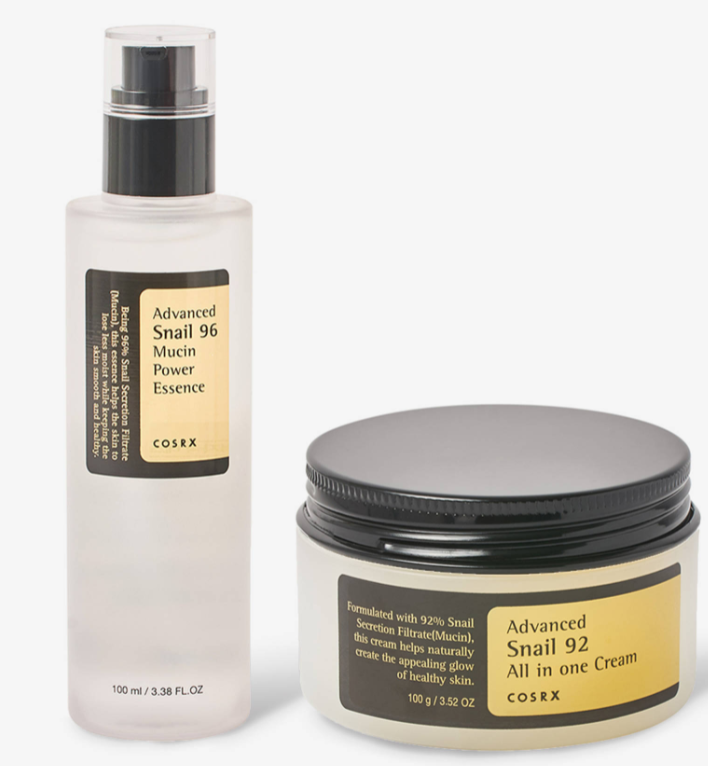 Advanced
Snail 96
Mucin
Power
Essence
COSRX
Being 96% Snail Secretion Filtrate
(Mucin), this essence helps the skin to
lose less moist while keeping the
skin smooth and healthy.
100 ml / 3.38 FL.OZ
Formulated with 92% Snail
Secretion Filtrate(Mucin),
this cream helps naturally
create the appealing glow
of healthy skin.
100 g / 3.52 OZ
Advanced
Snail 92
All in one Cream
COSRX